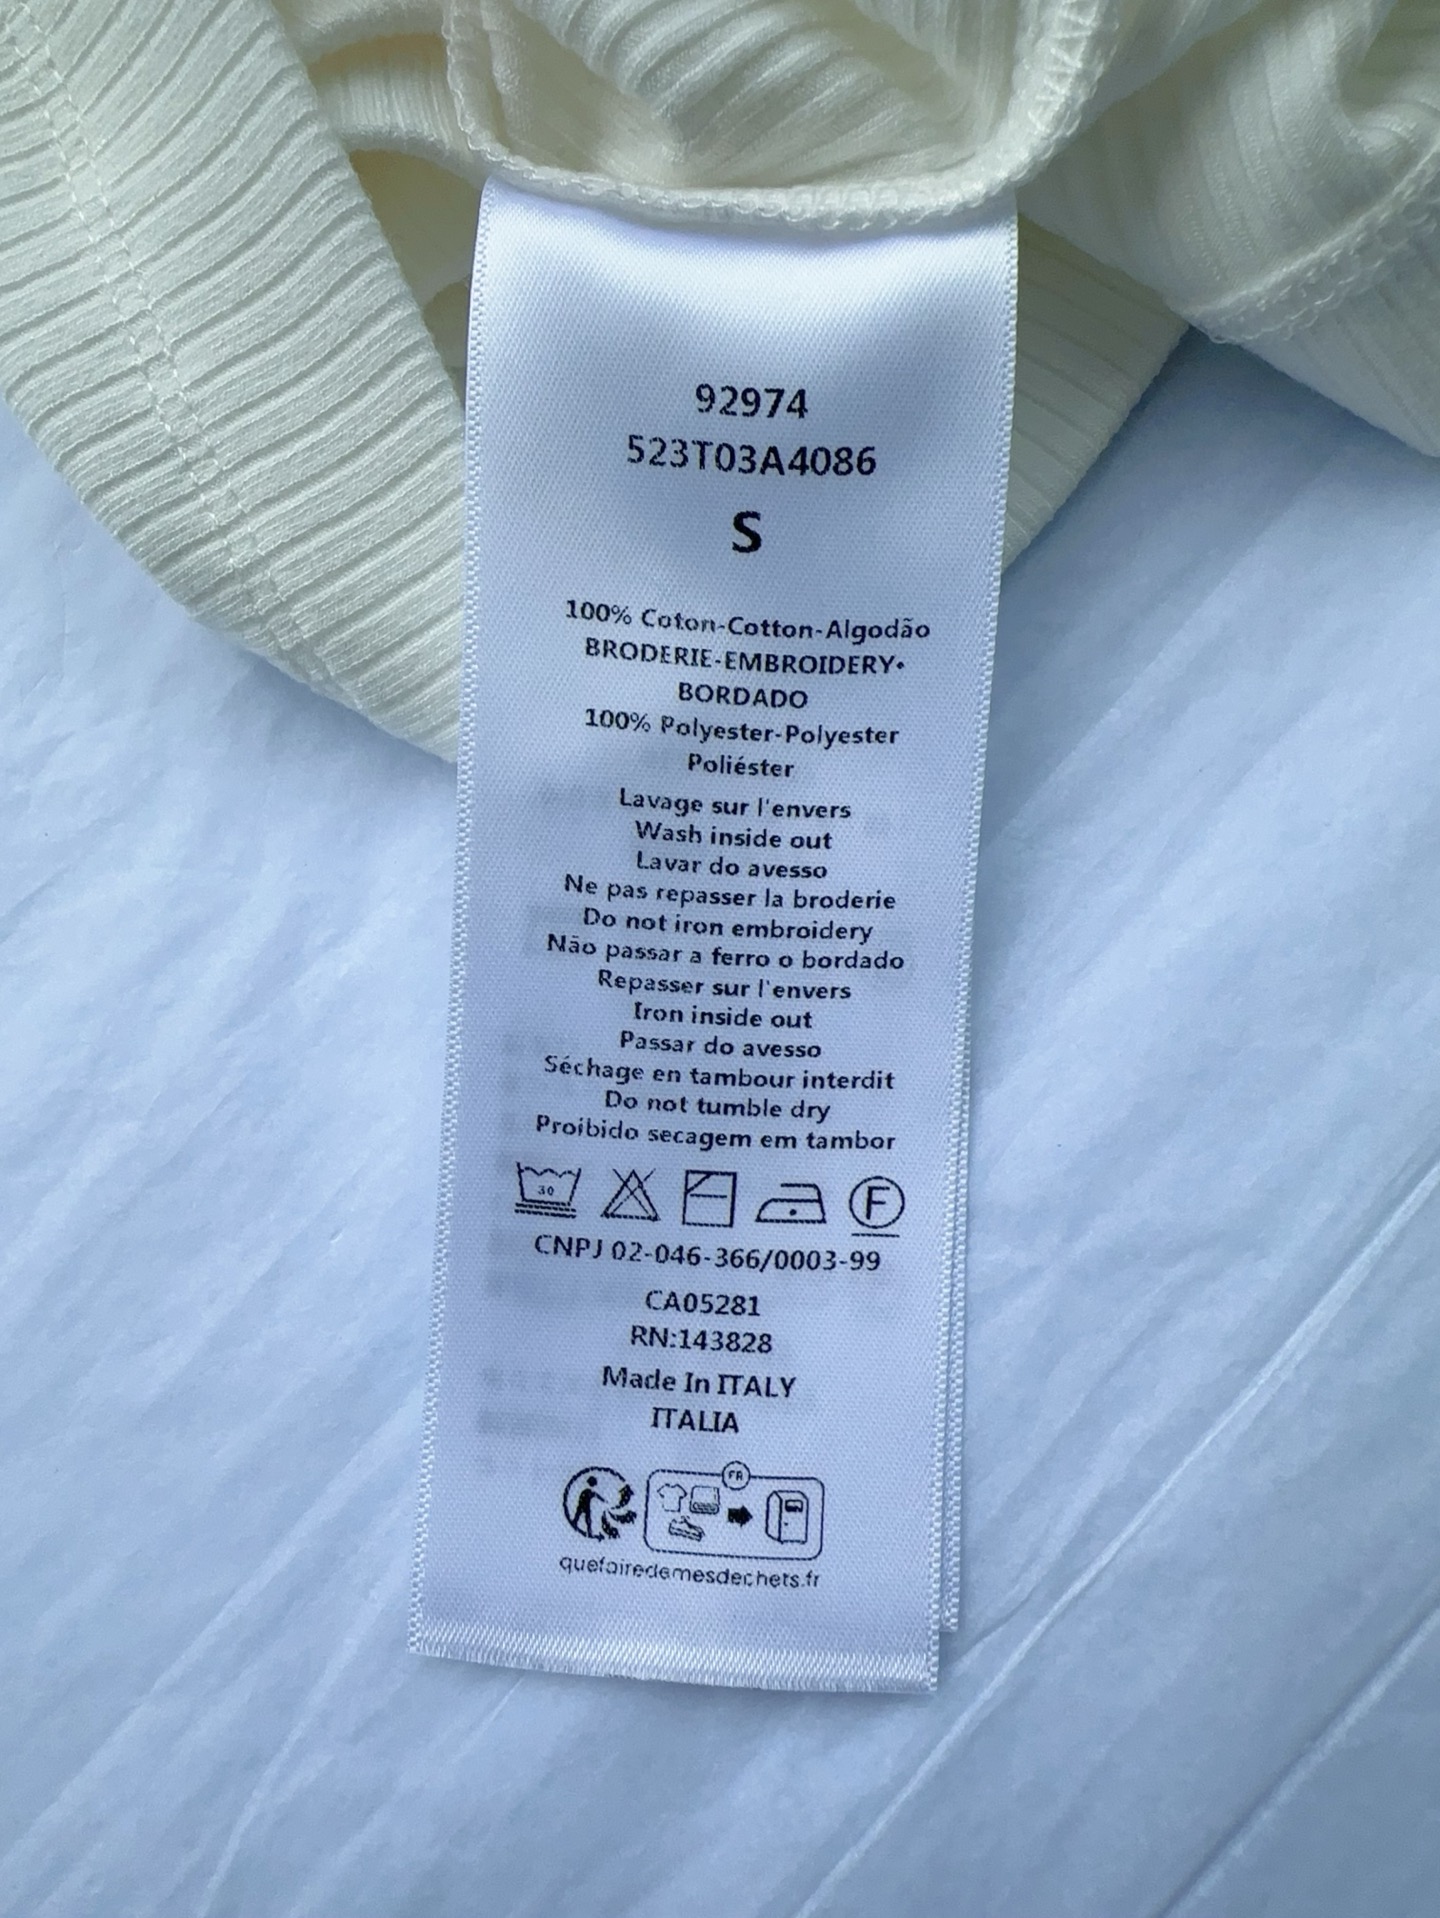 92974
523T03A4086
S
100% Coton-Cotton-Algodão
BRODERIE-EMBROIDERY•
BORDADO
100% Polyester-Polyester
Poliéster
Lavage sur l'envers
Wash inside out
Lavar do avesso
Ne pas repasser la broderie
Do not iron embroidery
Não passar a ferro o bordado
Repasser sur l'envers
Iron inside out
Passar do avesso
Séchage en tambour interdit
Do not tumble dry
Proibido secagem em tambor
30 F
CNPJ 02-046-366/0003-99
CA05281
RN:143828
Made In ITALY
ITALIA
FR
quefairedemesdechets.fr